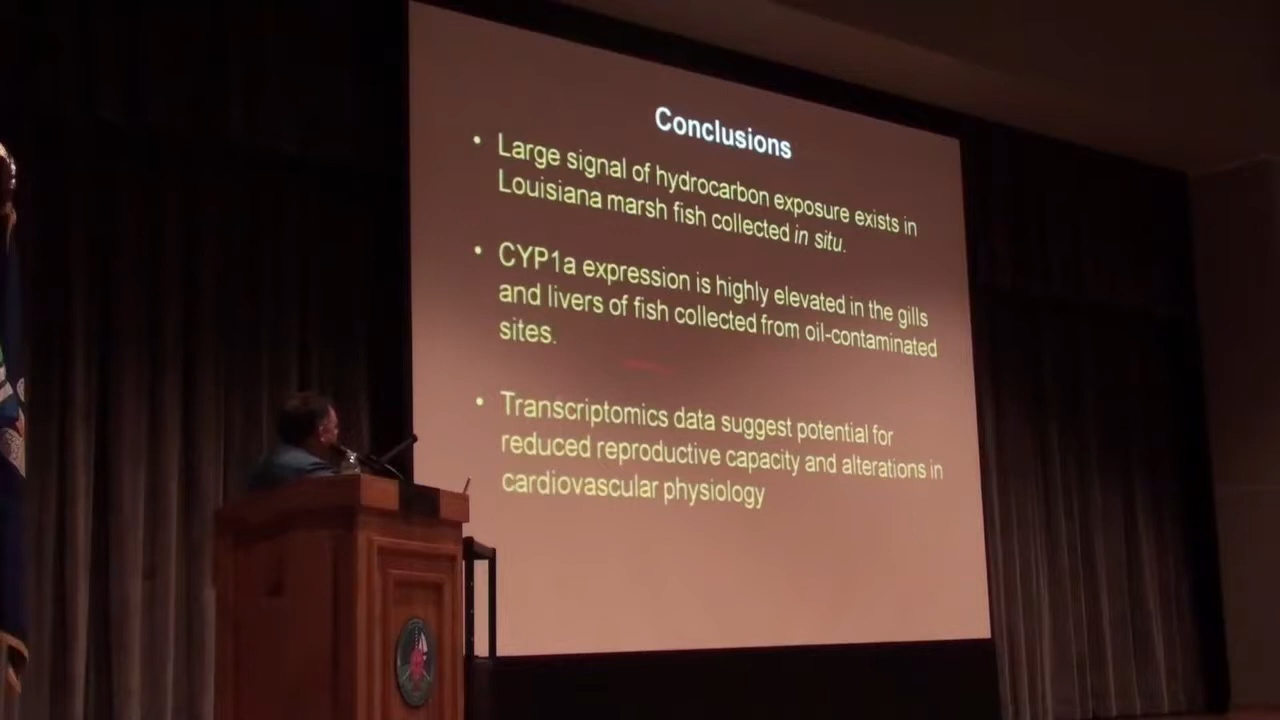 Conclusions
• Large signal of hydrocarbon exposure exists in
Louisiana marsh fish collected in situ.
• CYP1a expression is highly elevated in the gills
and livers of fish collected from oil-contaminated
sites.
• Transcriptomics data suggest potential for
reduced reproductive capacity and alterations in
cardiovascular physiology